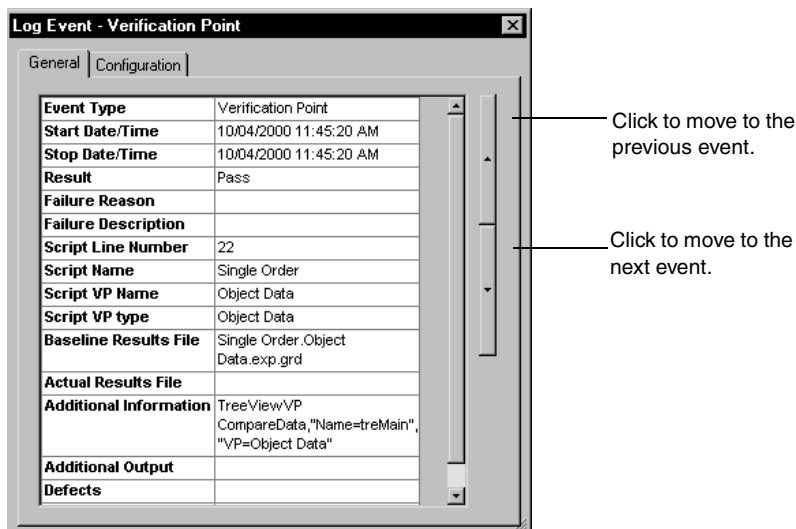 Log Event - Verification Point
General Configuration
Event Type Verification Point
Start Date/Time 10/04/2000 11:45:20 AM
Stop Date/Time 10/04/2000 11:45:20 AM
Result Pass
Failure Reason
Failure Description
Script Line Number 22
Script Name Single Order
Script VP Name Object Data
Script VP type Object Data
Baseline Results File Single Order.Object
Data.exp.grd
Actual Results File
Additional Information TreeViewVP
CompareData,"Name=treMain",
"VP=Object Data"
Additional Output
Defects
Click to move to the
previous event.
Click to move to the
next event.